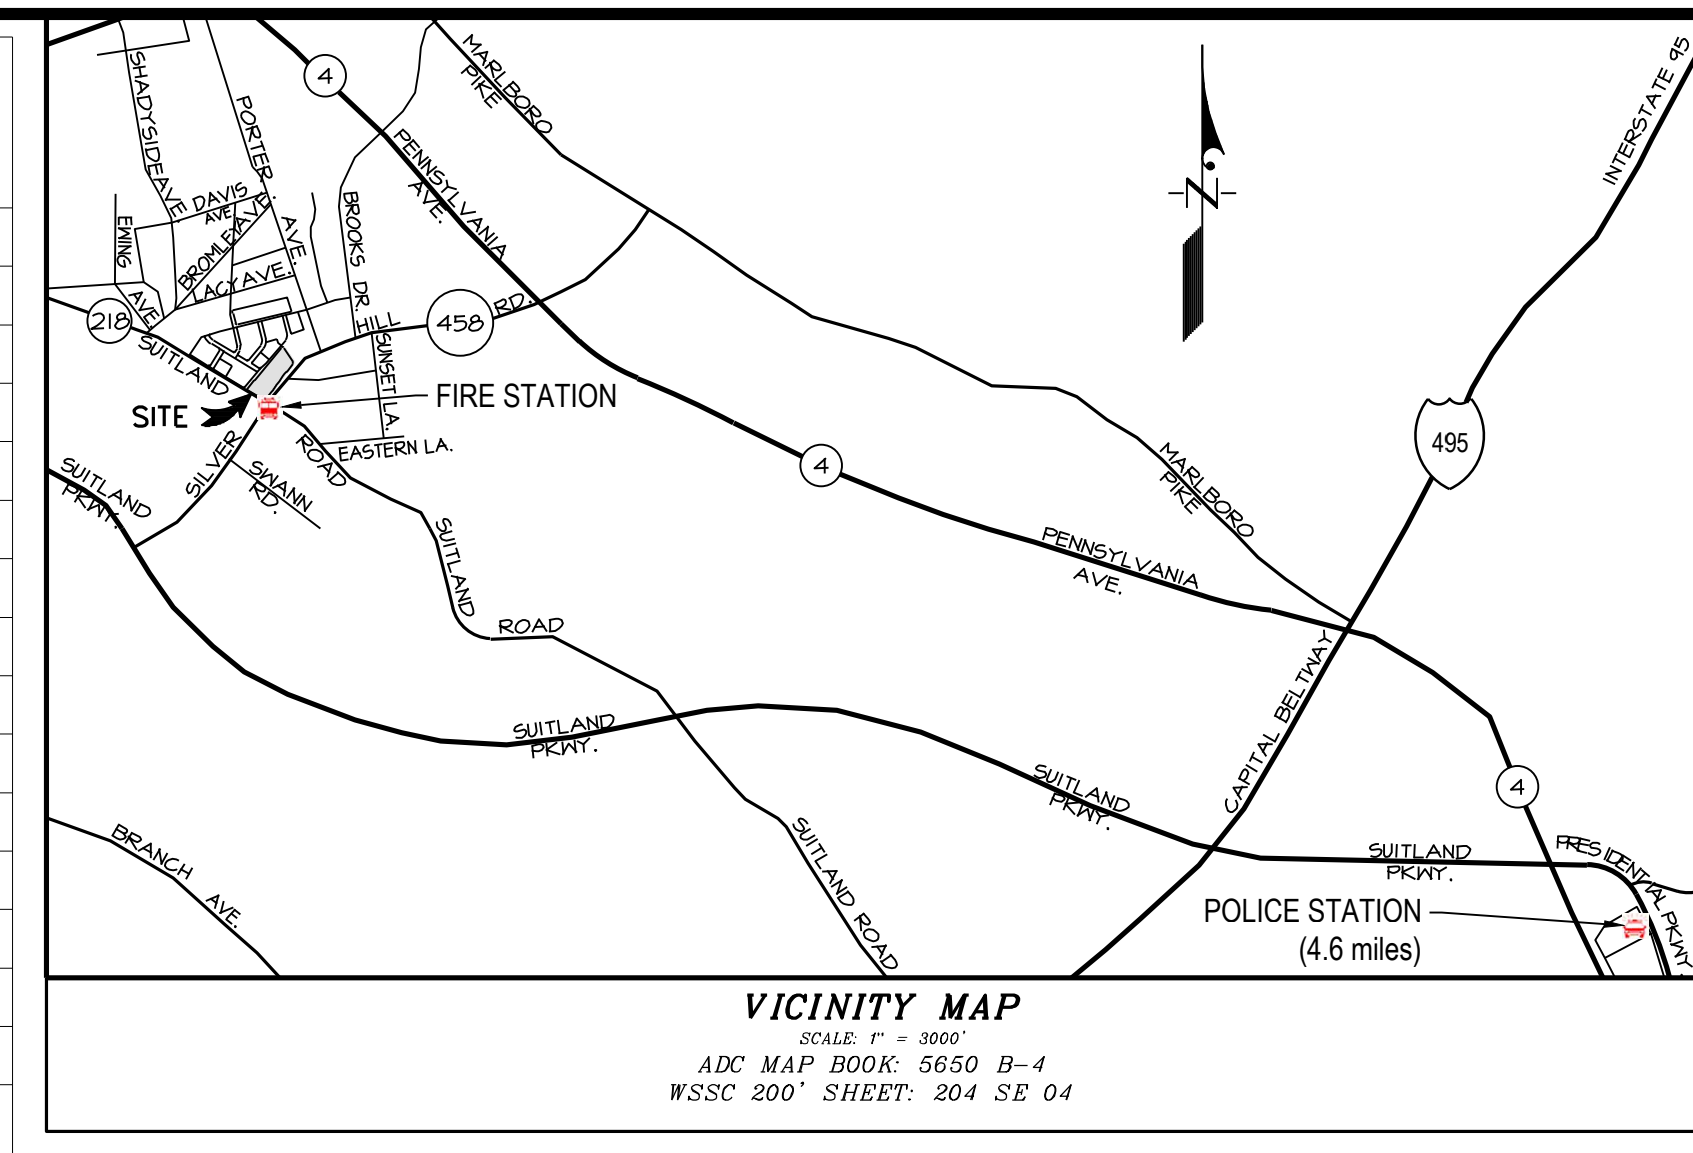 4
MARLBORO
PIKE
INTERSTATE 95
SHADYSIDE AVE.
PORTER
AVE.
PENNSYLVANIA
AVE.
DAVIS
AVE.
BROMLEY AVE.
EWING
AVE.
LACY AVE.
BROOKS DR.
N
218
HILL
458
RD.
SUITLAND
SUNSET LA.
SITE
FIRE STATION
SILVER
ROAD
EASTERN LA.
SWANN
RD.
SUITLAND
PKWY.
4
495
MARLBORO
PIKE
PENNSYLVANIA
AVE.
SUITLAND
ROAD
CAPITAL BELTWAY
SUITLAND
PKWY.
SUITLAND
PKWY.
4
BRANCH
AVE.
SUITLAND ROAD
SUITLAND
PKWY.
PRESIDENTIAL PKWY.
POLICE STATION
(4.6 miles)
VICINITY MAP
SCALE: 1" = 3000'
ADC MAP BOOK: 5650 B-4
WSSC 200' SHEET: 204 SE 04